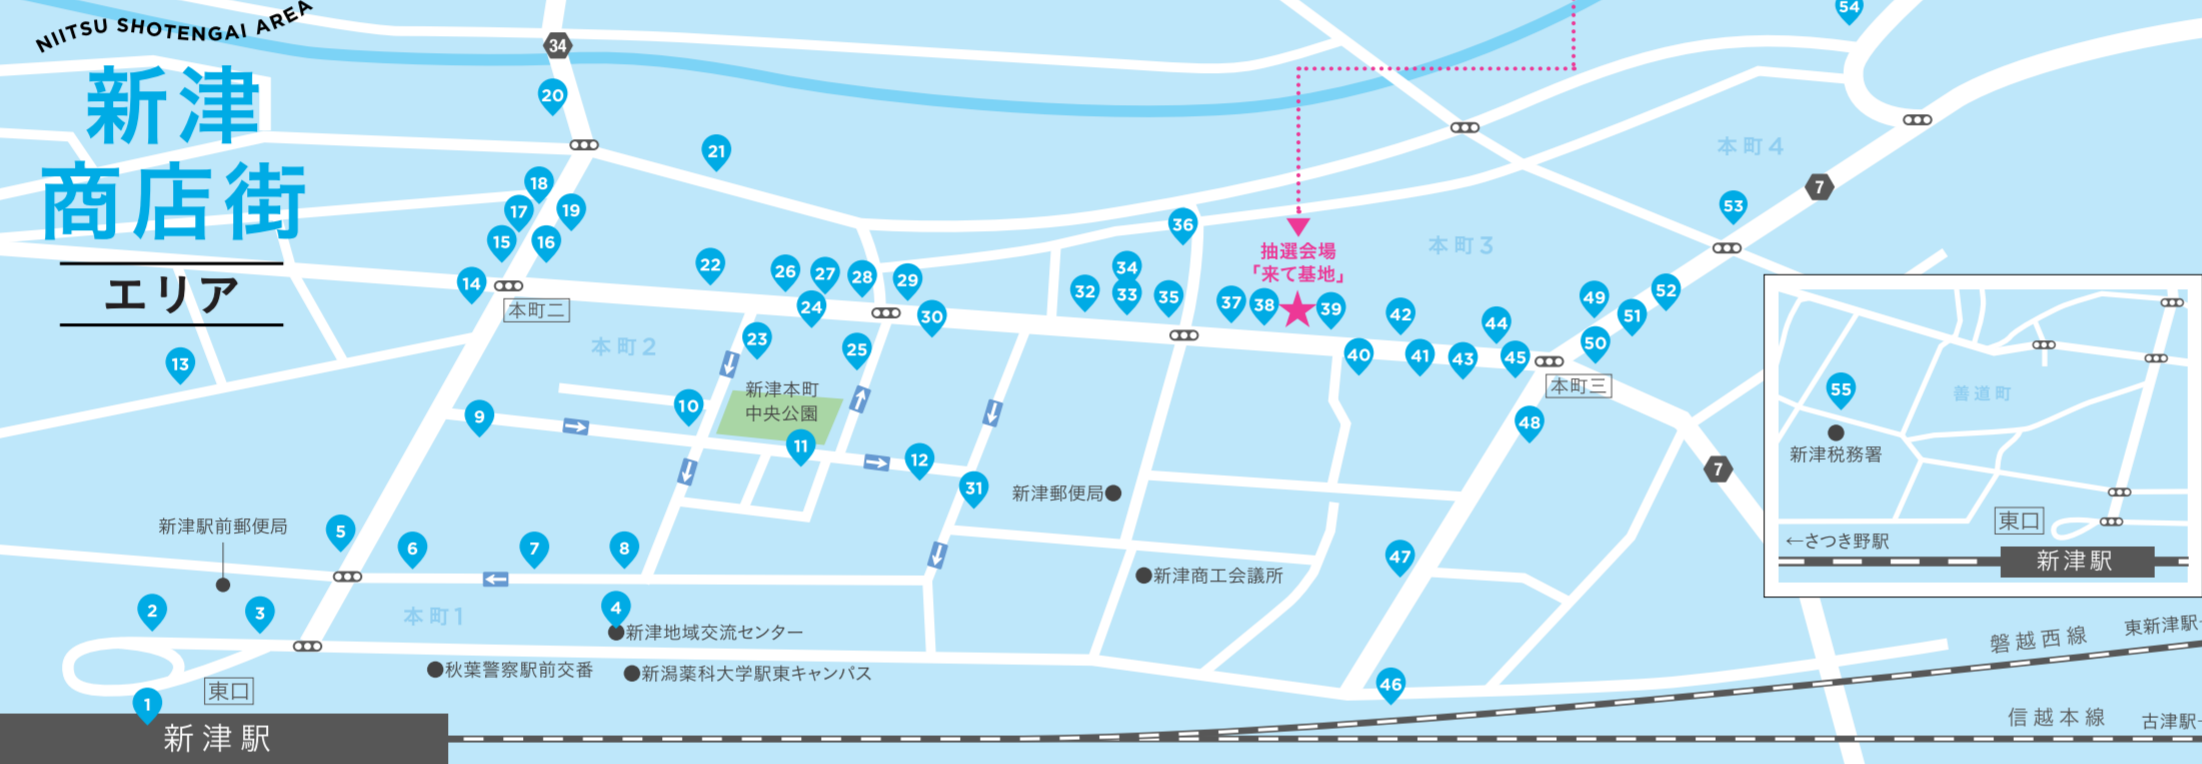 NIITSU SHOTENGAI AREA
新津
商店街
エリア
34
20
21
18
17
19
15
16
14
本町二
13
22
26
27
28
29
24
30
23
25
本町2
新津本町
中央公園
10
9
11
12
31
36
34
32
33
35
抽選会場
「来て基地」
37
38
39
42
44
40
41
43
45
本町3
本町三
54
本町4
7
53
52
49
51
50
48
7
新津郵便局
新津商工会議所
47
46
新津駅前郵便局
5
6
7
8
2
3
本町1
4
新津地域交流センター
秋葉警察駅前交番
新潟薬科大学駅東キャンパス
東口
1
新津駅
55
善道町
新津税務署
東口
←さつき野駅
新津駅
磐越西線
東新津駅
信越本線
古津駅